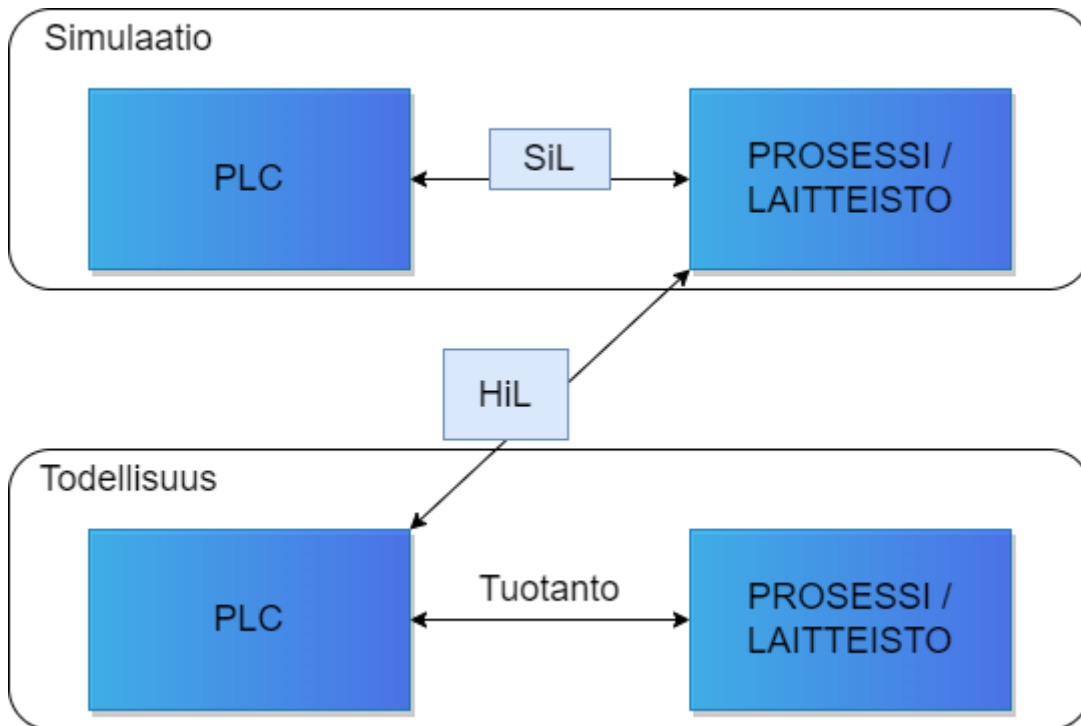 Simulaatio
PLC
SiL
PROSESSI /
LAITTEISTO
HiL
Todellisuus
PLC
Tuotanto
PROSESSI /
LAITTEISTO